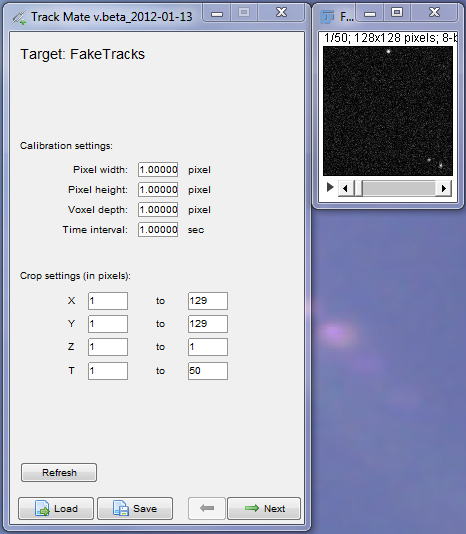 Track Mate v.beta_2012-01-13
Target: FakeTracks
Calibration settings:
Pixel width: 1.00000 pixel
Pixel height: 1.00000 pixel
Voxel depth: 1.00000 pixel
Time interval: 1.00000 sec
Crop settings (in pixels):
X 1 to 129
Y 1 to 129
Z 1 to 1
T 1 to 50
Refresh
Load Save Next
F...
1/50; 128x128 pixels; 8-b